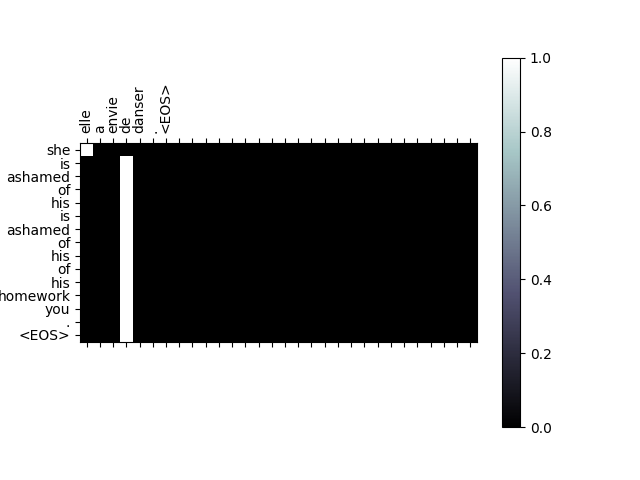 elle
a
envie
de
danser
.
<EOS>
she
is
ashamed
of
his
is
ashamed
of
his
of
his
homework
you
.
<EOS>
1.0
0.8
0.6
0.4
0.2
0.0